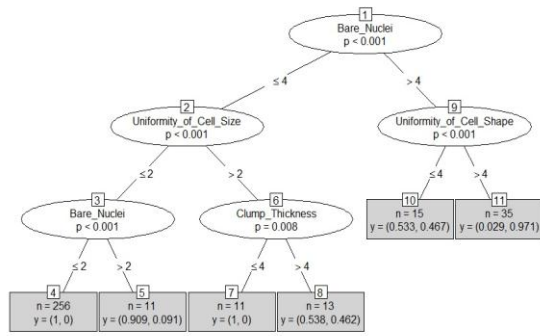 1
Bare_Nuclei
p < 0.001
≤ 4
> 4
2
Uniformity_of_Cell_Size
p < 0.001
9
Uniformity_of_Cell_Shape
p < 0.001
≤ 2
> 2
≤ 4
> 4
3
Bare_Nuclei
p < 0.001
6
Clump_Thickness
p = 0.008
10
n = 15
y = (0.533, 0.467)
11
n = 35
y = (0.029, 0.971)
≤ 2
> 2
≤ 4
> 4
4
n = 256
y = (1, 0)
5
n = 11
y = (0.909, 0.091)
7
n = 11
y = (1, 0)
8
n = 13
y = (0.538, 0.462)